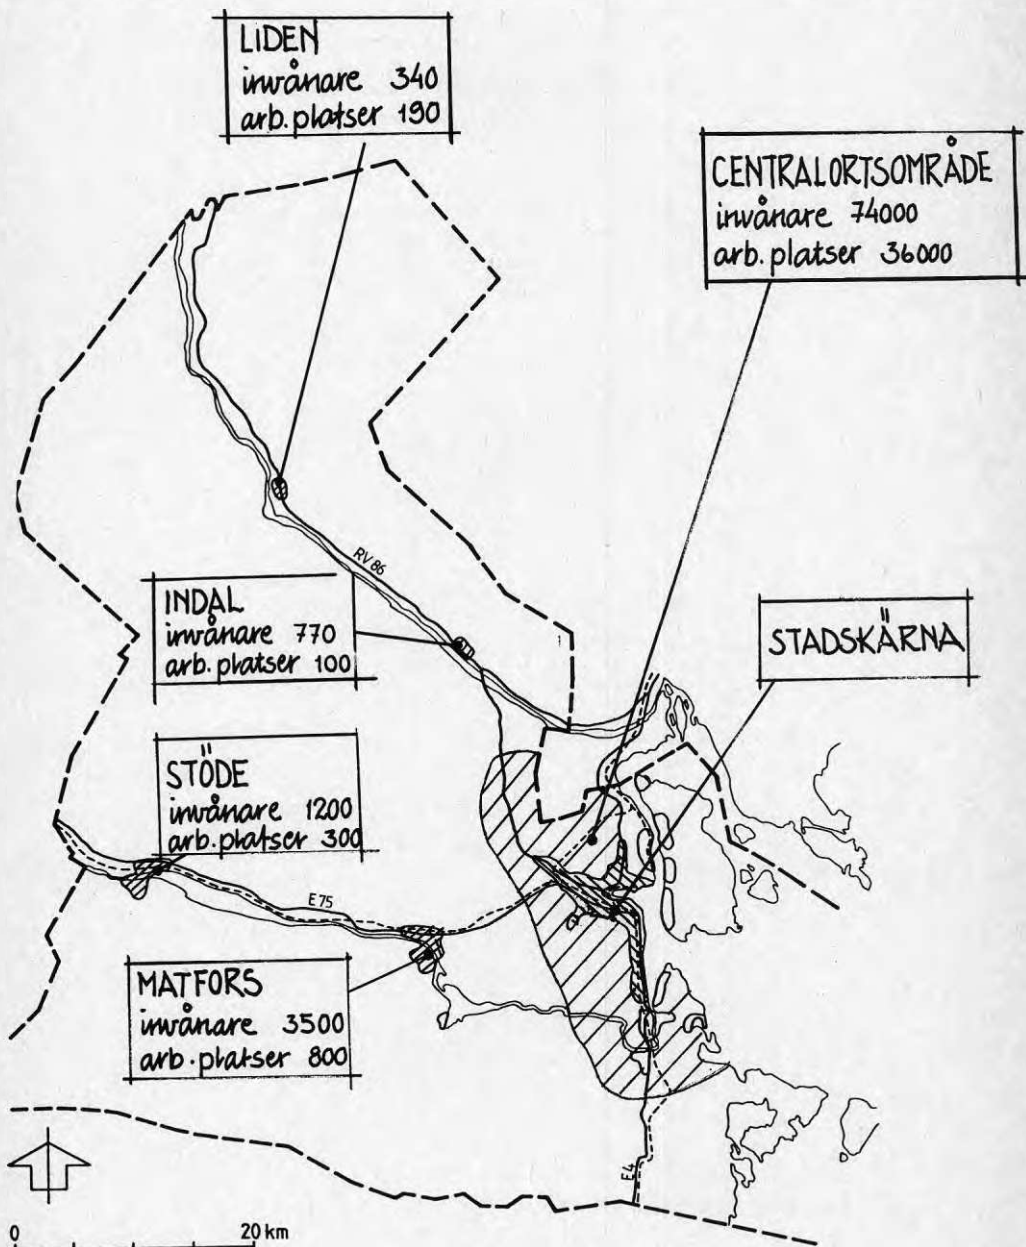 LIDEN
invånare 340
arb.platser 190
CENTRALORTSOMRÅDE
invånare 74000
arb.platser 36000
RV 86
INDAL
invånare 770
arb.platser 100
STADSKÄRNA
STÖDE
invånare 1200
arb.platser 300
E 75
MATFORS
invånare 3500
arb.platser 800
E4
0 20 km